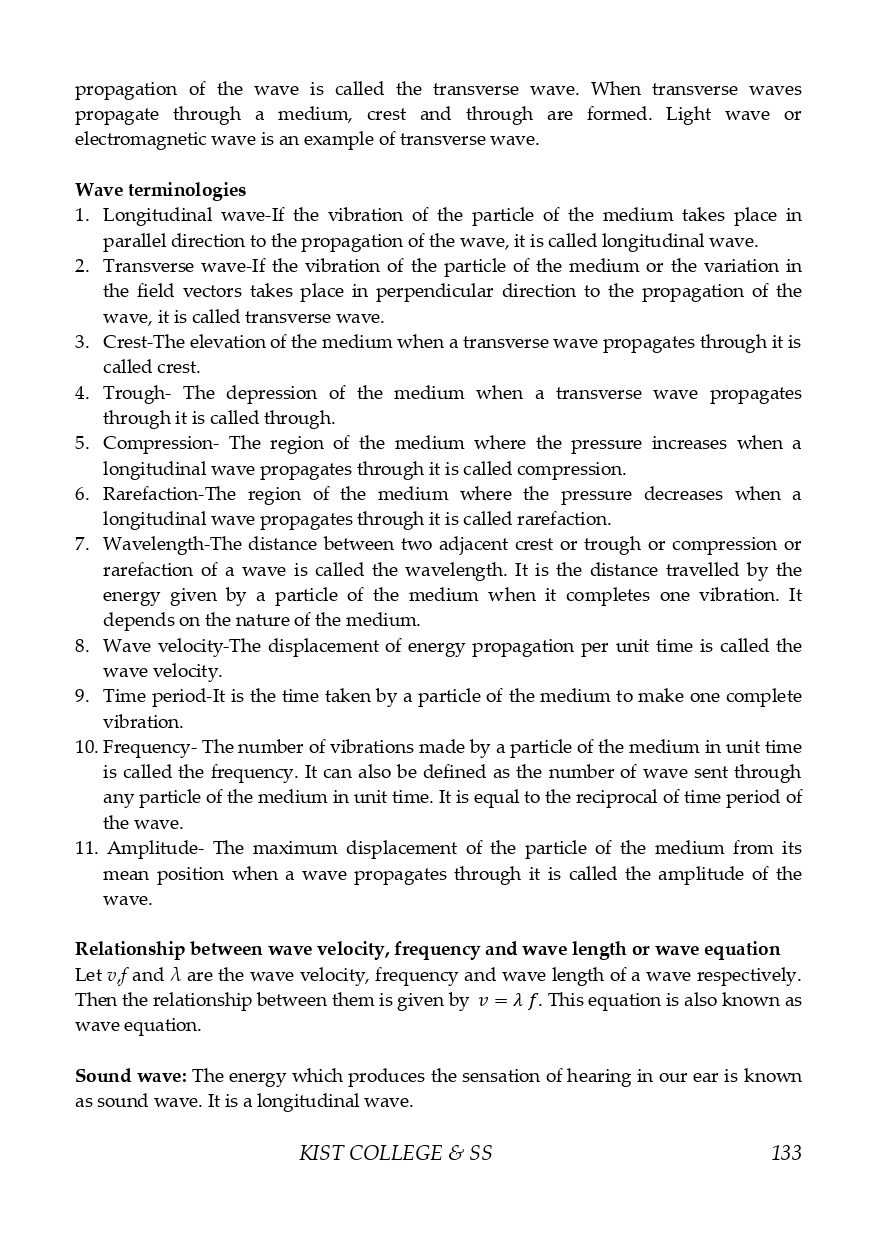 propagation of the wave is called the transverse wave. When transverse waves
propagate through a medium, crest and through are formed. Light wave or
electromagnetic wave is an example of transverse wave.
Wave terminologies
1. Longitudinal wave-If the vibration of the particle of the medium takes place in
parallel direction to the propagation of the wave, it is called longitudinal wave.
2. Transverse wave-If the vibration of the particle of the medium or the variation in
the field vectors takes place in perpendicular direction to the propagation of the
wave, it is called transverse wave.
3. Crest-The elevation of the medium when a transverse wave propagates through it is
called crest.
4. Trough- The depression of the medium when a transverse wave propagates
through it is called through.
5. Compression- The region of the medium where the pressure increases when a
longitudinal wave propagates through it is called compression.
6. Rarefaction-The region of the medium where the pressure decreases when a
longitudinal wave propagates through it is called rarefaction.
7. Wavelength-The distance between two adjacent crest or trough or compression or
rarefaction of a wave is called the wavelength. It is the distance travelled by the
energy given by a particle of the medium when it completes one vibration. It
depends on the nature of the medium.
8. Wave velocity-The displacement of energy propagation per unit time is called the
wave velocity.
9. Time period-It is the time taken by a particle of the medium to make one complete
vibration.
10. Frequency- The number of vibrations made by a particle of the medium in unit time
is called the frequency. It can also be defined as the number of wave sent through
any particle of the medium in unit time. It is equal to the reciprocal of time period of
the wave.
11. Amplitude- The maximum displacement of the particle of the medium from its
mean position when a wave propagates through it is called the amplitude of the
wave.
Relationship between wave velocity, frequency and wave length or wave equation
Let v,f and λ are the wave velocity, frequency and wave length of a wave respectively.
Then the relationship between them is given by v = λ f. This equation is also known as
wave equation.
Sound wave: The energy which produces the sensation of hearing in our ear is known
as sound wave. It is a longitudinal wave.
KIST COLLEGE & SS 133